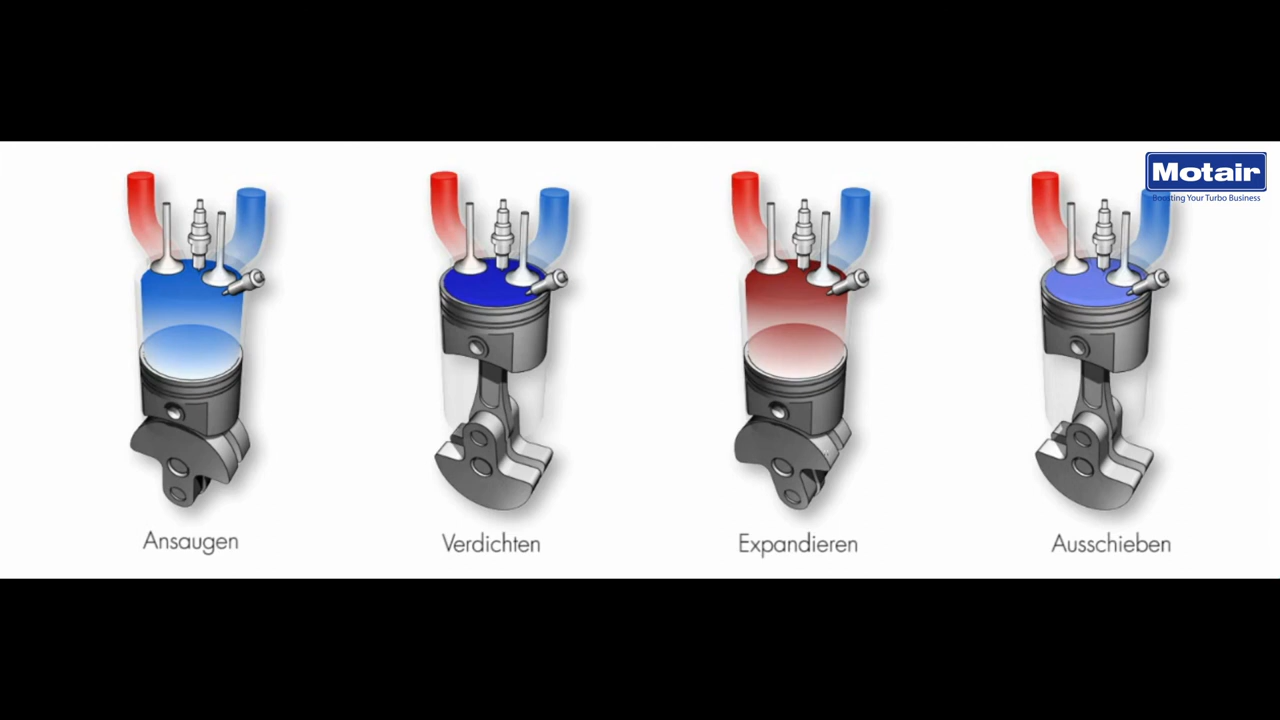 Motair
Boosting Your Turbo Business
Ansaugen
Verdichten
Expandieren
Ausschieben